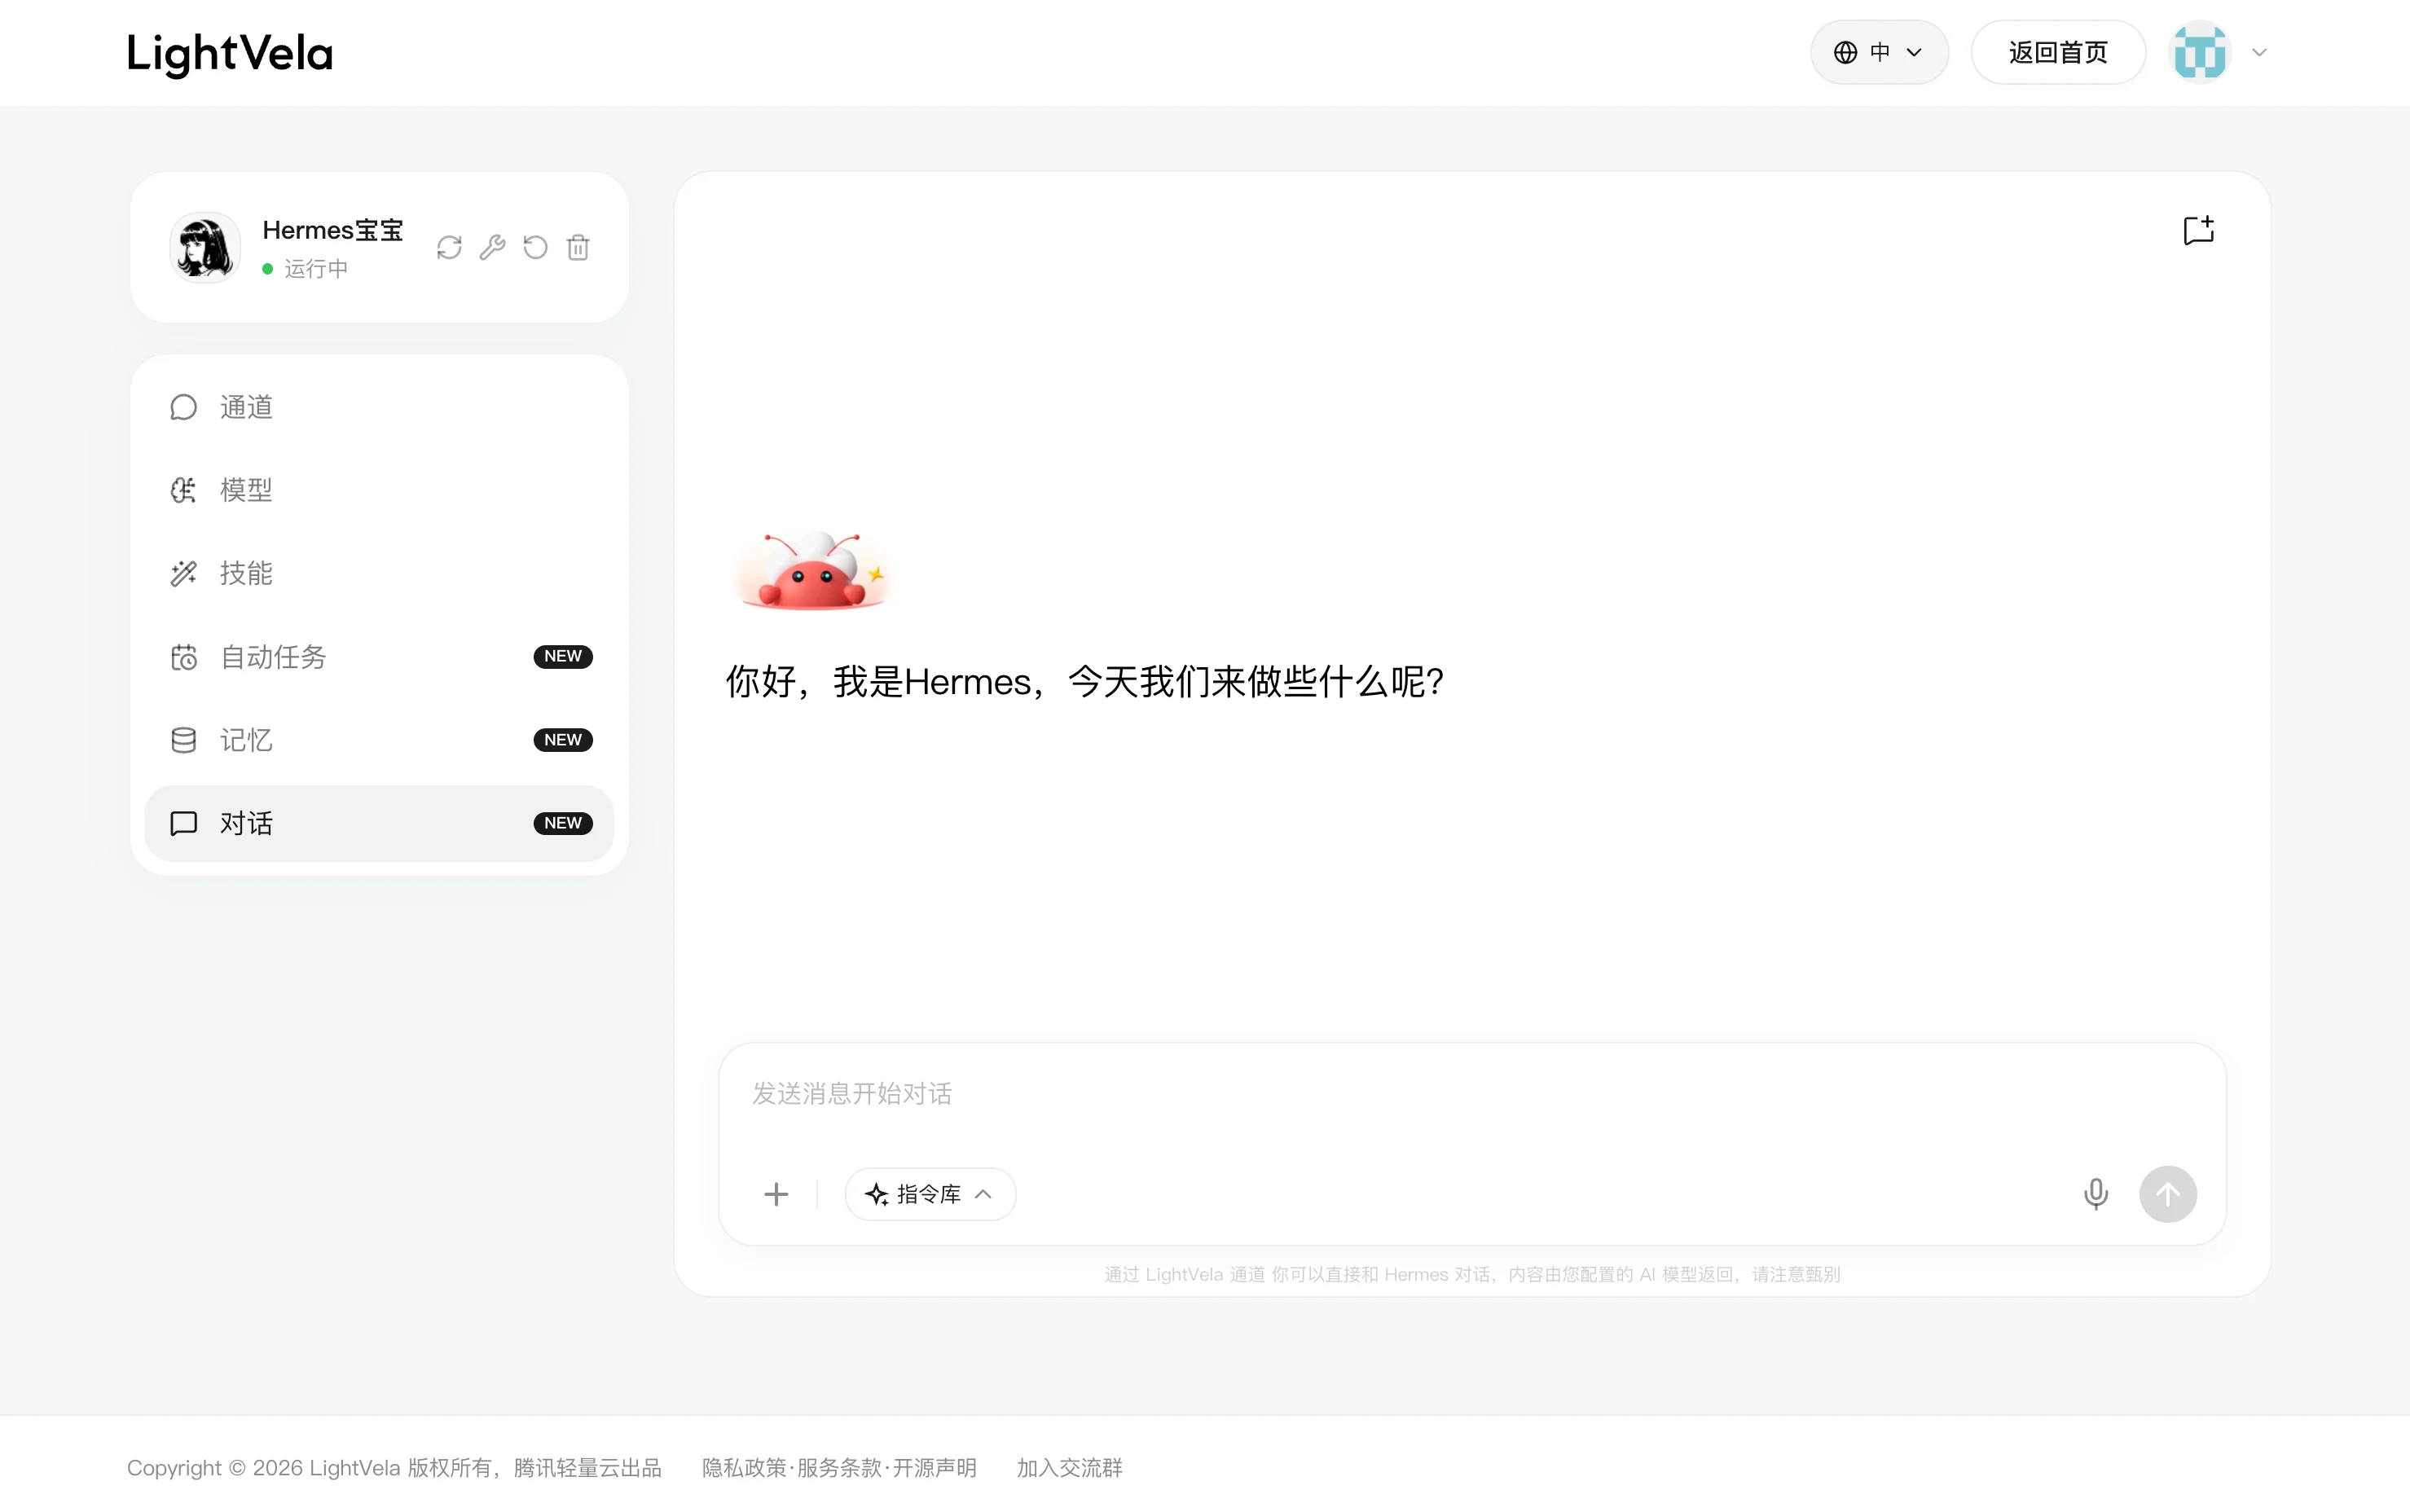 LightVela
中
返回首页
Hermes宝宝
运行中
通道
模型
技能
自动任务 NEW
记忆 NEW
对话 NEW
你好，我是Hermes，今天我们来做些什么呢？
发送消息开始对话
指令库
通过 LightVela 通道 你可以直接和 Hermes 对话，内容由您配置的 AI 模型返回，请注意甄别
Copyright © 2026 LightVela 版权所有，腾讯轻量云出品 隐私政策·服务条款·开源声明 加入交流群